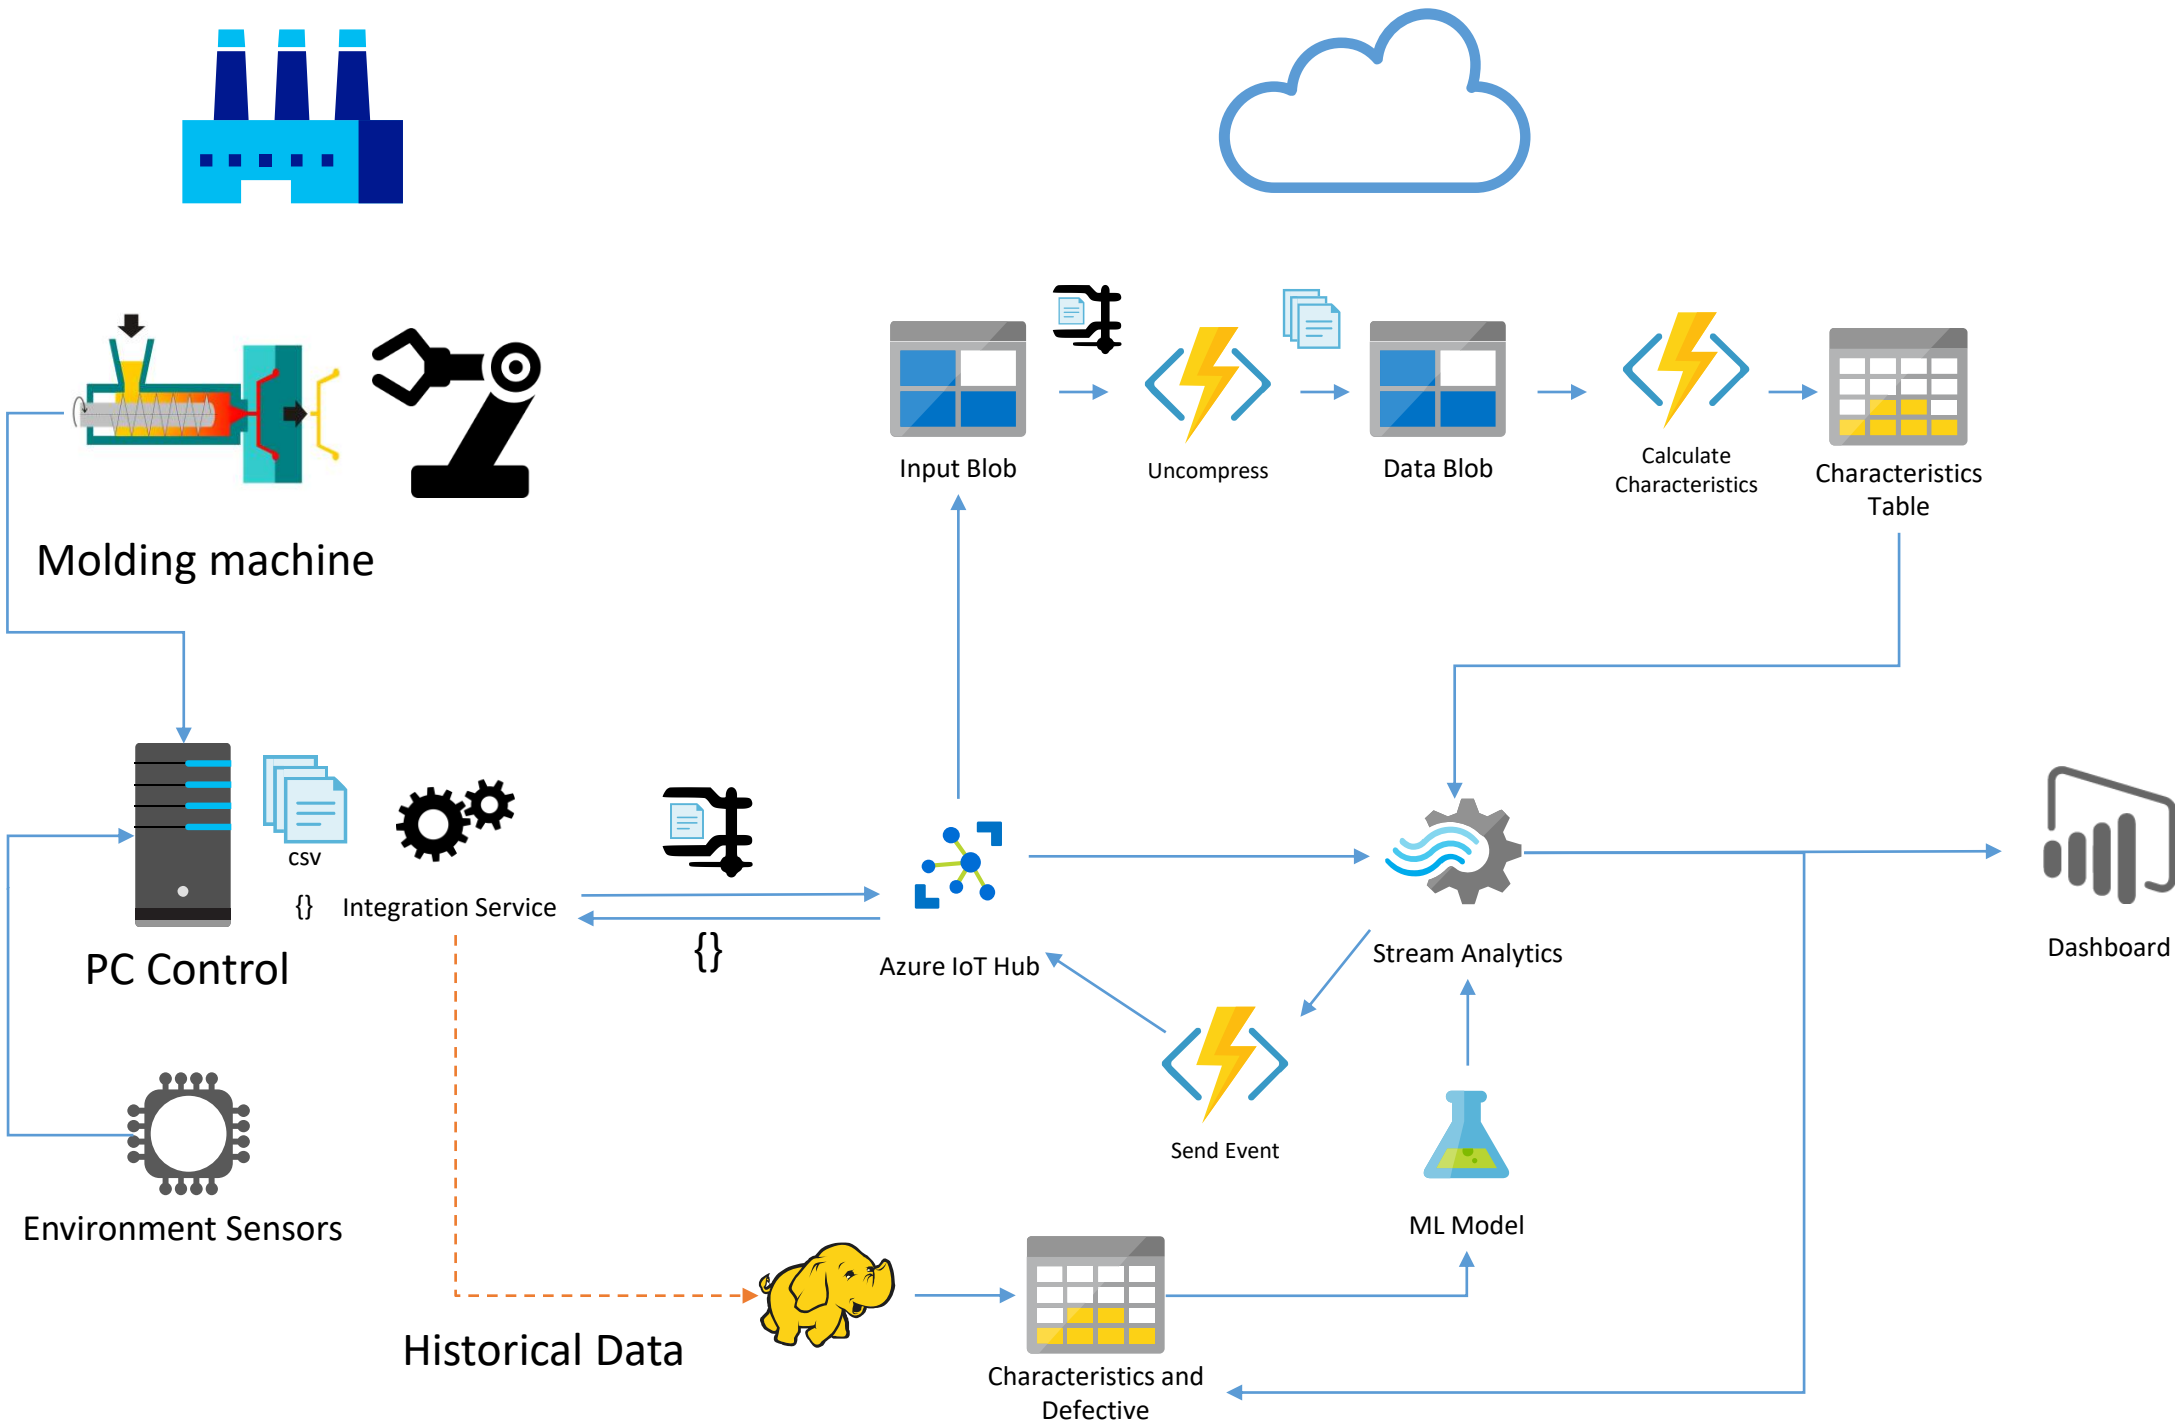 Input Blob
Uncompress
Data Blob
Calculate
Characteristics
Characteristics
Table
Molding machine
csv
{}
Integration Service
PC Control
{}
Azure IoT Hub
Stream Analytics
Dashboard
Send Event
Environment Sensors
ML Model
Historical Data
Characteristics and
Defective